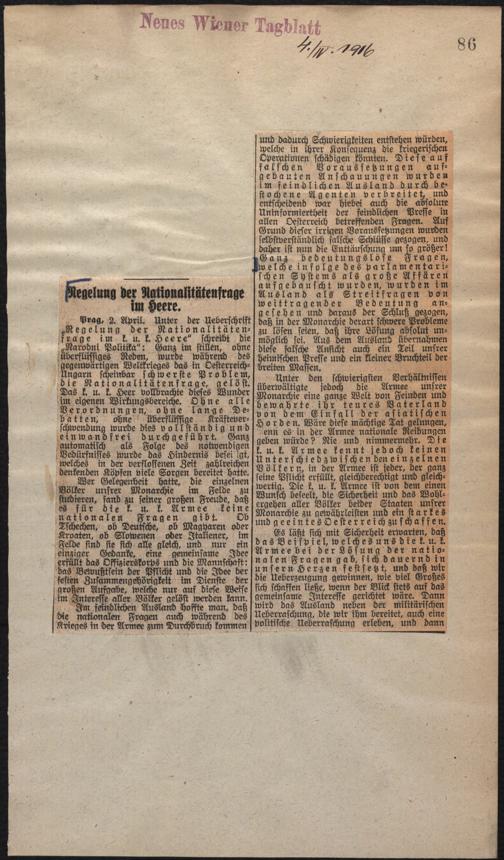 Neues Wiener Tagblatt
4./IV. 1916
86
Regelung der Nationalitätenfrage
im Heere.
Prag, 2. April. Unter der Ueberschrift
„Regelung der Nationalitäten-
frage im k. u. k. Heere“ schreibt die
„Narodni Politika“: Ganz im stillen, ohne
überflüssiges Reden, wurde während des
gegenwärtigen Weltkrieges das in Oesterreich-
Ungarn scheinbar schwerste Problem,
die Nationalitätenfrage, gelöst.
Das k. u. k. Heer vollbrachte dieses Wunder
im eigenen Wirkungsbereiche. Ohne alle
Verordnungen, ohne lange De-
batten, ohne überflüssige Kräftever-
schwendung wurde dies vollständig und
einwandfrei durchgeführt. Ganz
automatisch als Folge des notwendigen
Bedürfnisses wurde das Hindernis beseitigt,
welches in der verflossenen Zeit zahlreichen
denkenden Köpfen viele Sorgen bereitet hatte.
Wer Gelegenheit hatte, die einzelnen
Völker unsrer Monarchie im Felde zu
studieren, fand zu seiner großen Freude, daß
es für die k. u. k. Armee keine
nationalen Fragen gibt. Ob
Tschechen, ob Deutsche, ob Magyaren oder
Kroaten, ob Slowenen oder Italiener, im
Felde sind sie sich alle gleich, und nur ein
einziger Gedanke, eine gemeinsame Idee
erfüllt das Offizierskorps und die Mannschaft:
das Bewußtsein der Pflicht und die Idee der
festen Zusammengehörigkeit im Dienste der
großen Aufgabe, welche nur auf diese Weise
im Interesse aller Völker gelöst werden kann.
Im feindlichen Ausland hoffte man, daß
die nationalen Fragen auch während des
Krieges in der Armee zum Durchbruch kommen
und dadurch Schwierigkeiten entstehen würden,
welche in ihrer Konsequenz die kriegerischen
Operationen schädigen könnten. Diese auf
falschen Voraussetzungen auf-
gebauten Anschauungen wurden
im feindlichen Ausland durch be-
stochene Agenten verbreitet, und
entscheidend war hiebei auch die absolute
Uninformiertheit der feindlichen Presse in
allen Oesterreich betreffenden Fragen. Auf
Grund dieser irrigen Voraussetzungen wurden
selbstverständlich falsche Schlüsse gezogen, und
daher ist nun die Enttäuschung um so größer!
Ganz bedeutungslose Fragen,
welche infolge des parlamentari-
schen Systems als große Affären
aufgebauscht wurden, wurden im
Ausland als Streitfragen von
weittragender Bedeutung an-
gesehen und daraus der Schluß gezogen,
daß in der Monarchie derart schwere Probleme
zu lösen seien, daß ihre Lösung absolut un-
möglich sei. Aus dem Ausland übernahmen
diese falsche Ansicht auch ein Teil unsrer
heimischen Presse und ein kleiner Bruchteil der
breiten Massen.
Unter den schwierigsten Verhältnissen
überwältigte jedoch die Armee unsrer
Monarchie eine ganze Welt von Feinden und
bewahrte ihr teures Vaterland
von dem Einfall der asiatischen
Horden. Wäre diese mächtige Tat gelungen,
wenn es in der Armee nationale Reibungen
geben würde? Nie und nimmermehr. Die
k. u. k. Armee kennt jedoch keinen
Unterschied zwischen den einzelnen
Völkern, in der Armee ist jeder, der ganz
seine Pflicht erfüllt, gleichberechtigt und gleich-
wertig. Die k. u. k. Armee ist von dem einen
Wunsch beseelt, die Sicherheit und das Wohl-
ergehen aller Völker beider Staaten unsrer
Monarchie zu gewährleisten und ein starkes
und geeintes Oesterreich zu schaffen.
Es läßt sich mit Sicherheit erwarten, daß
das Beispiel, welches uns die k. u. k.
Armee bei der Lösung der natio-
nalen Fragen gab, sich dauernd in
unsern Herzen festsetzt, und daß wir
die Ueberzeugung gewinnen, wie viel Großes
sich schaffen ließe, wenn der Blick stets auf das
gemeinsame Interesse gerichtet wäre. Dann
wird das Ausland neben der militärischen
Ueberraschung, die wir ihm bereitet, auch eine
politische Ueberraschung erleben, und dann